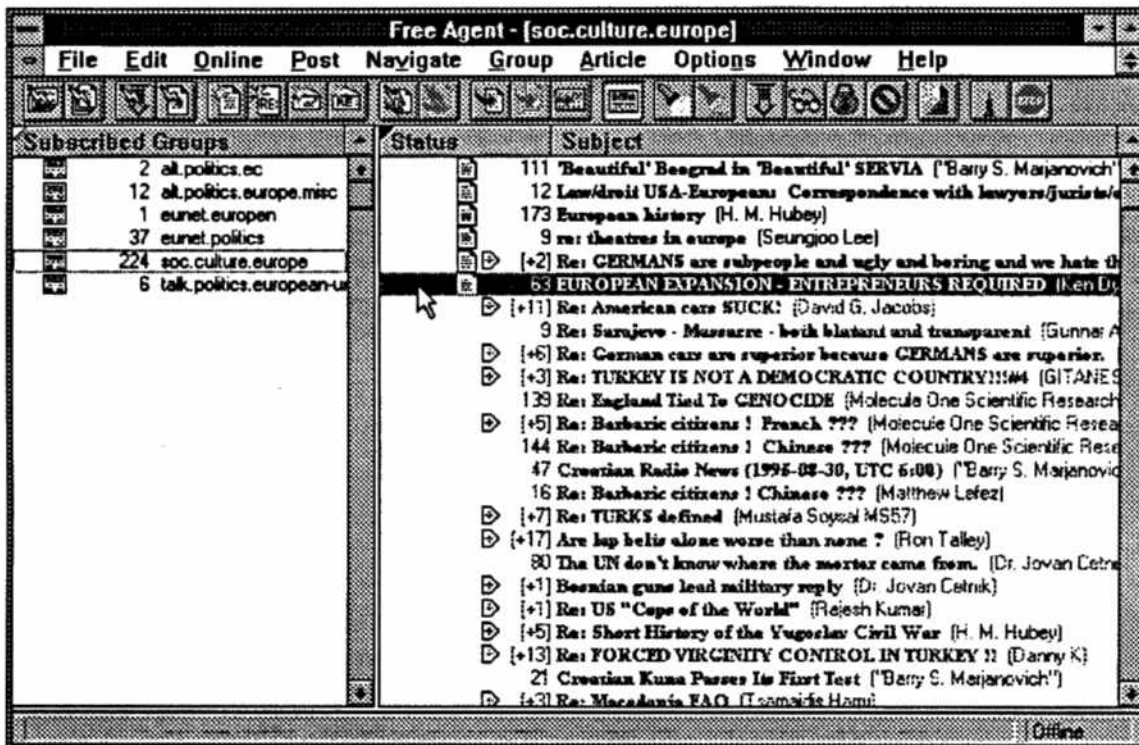 Free Agent - [soc.culture.europe]
File Edit Online Post Navigate Group Article Options Window Help
Subscribed Groups
2 alt.politics.ec
12 alt.politics.europe.misc
1 eunet.europen
37 eunet.politics
224 soc.culture.europe
6 talk.politics.european-un
Status Subject
111 'Beautiful' Beograd in 'Beautiful' SERVIA ("Barry S. Marjanovich"
12 Law/droit USA-European: Correspondence with lawyers/jurists/
173 European history (H. M. Hubey)
9 re: theatres in europe (Seungjoo Lee)
[+2] Re: GERMANS are subpeople and ugly and boring and we hate th
63 EUROPEAN EXPANSION - ENTREPRENEURS REQUIRED (Ken
[+11] Re: American cars SUCK! (David G. Jacobs)
9 Re: Sarajevo - Massacre - both blatant and transparent (Gunnar A
[+6] Re: German cars are superior because GERMANS are superior.
[+3] Re: TURKEY IS NOT A DEMOCRATIC COUNTRY!!!#4 (GITANES
139 Re: England Tied To GENOCIDE (Molecule One Scientific Research
[+5] Re: Barbaric citizens ! French ??? (Molecule One Scientific Resea
144 Re: Barbaric citizens ! Chinese ??? (Molecule One Scientific Rese
47 Croatian Radio News (1995-08-30, UTC 6:00) ("Barry S. Marjanovic
16 Re: Barbaric citizens ! Chinese ??? (Matthew Lefez)
[+7] Re: TURKS defined (Mustafa Soysal MS57)
[+17] Are lap belts alone worse than none ? (Ron Talley)
80 The UN don't know where the mortar came from. (Dr. Jovan Cetn
[+1] Bosnian guns lead military reply (Dr. Jovan Cetnik)
[+1] Re: US "Cops of the World" (Rajesh Kumar)
[+5] Re: Short History of the Yugoslav Civil War (H. M. Hubey)
[+13] Re: FORCED VIRGINITY CONTROL IN TURKEY !! (Danny K)
21 Croatian Kuna Passes Its First Test ("Barry S. Marjanovich")
[+3] Re: Macedonia FAQ (Tsamaidis Harry)
Offline